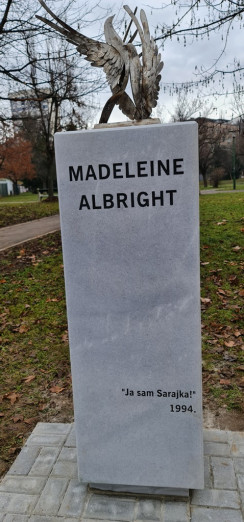 MADELEINE
ALBRIGHT
"Ja sam Sarajka!"
1994.